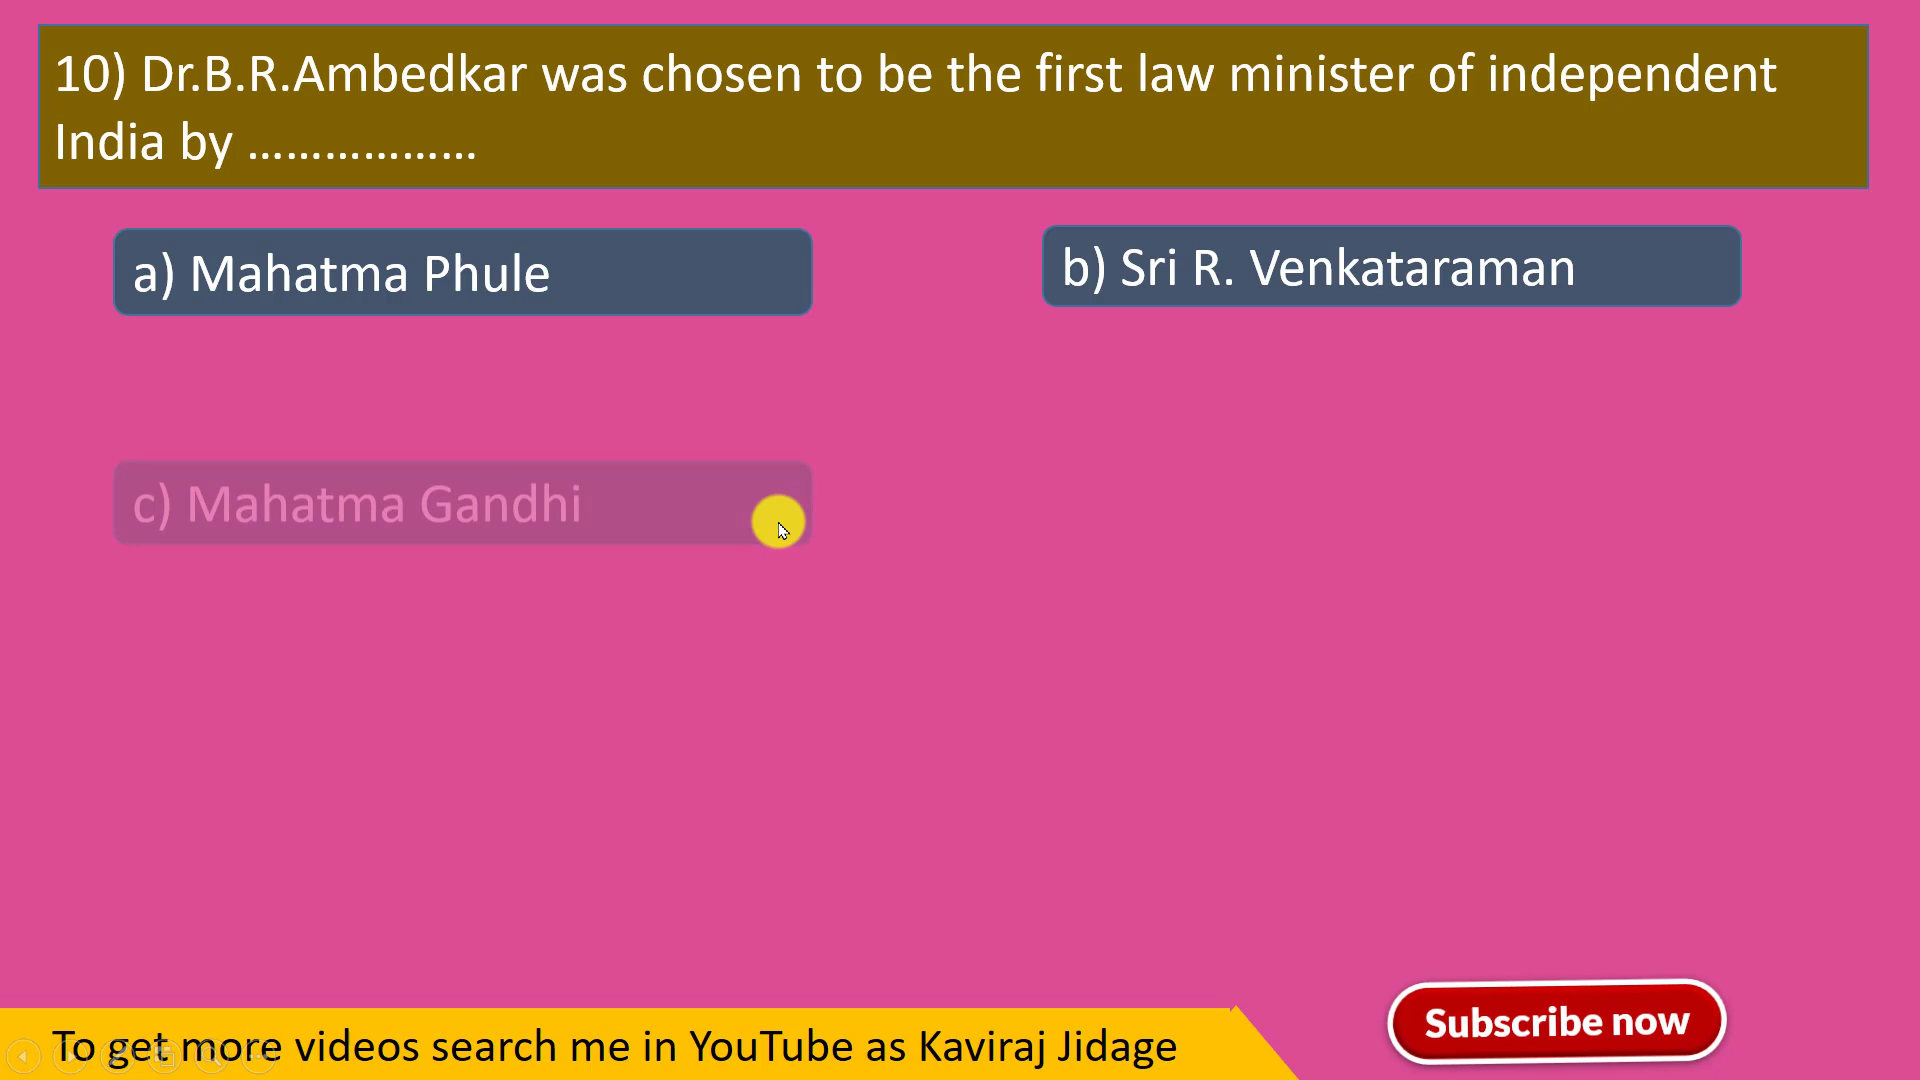 10) Dr.B.R.Ambedkar was chosen to be the first law minister of independent
India by ………………
a) Mahatma Phule
b) Sri R. Venkataraman
c) Mahatma Gandhi
To get more videos search me in YouTube as Kaviraj Jidage
Subscribe now